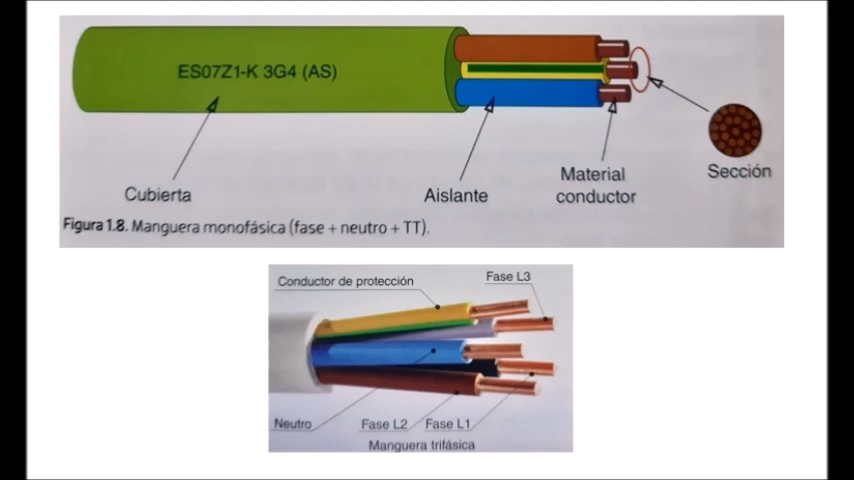 ES07Z1-K 3G4 (AS)
Cubierta
Aislante
Material
conductor
Sección
Figura 1.8. Manguera monofásica (fase + neutro + TT).
Conductor de protección
Fase L3
Neutro
Fase L2
Fase L1
Manguera trifásica